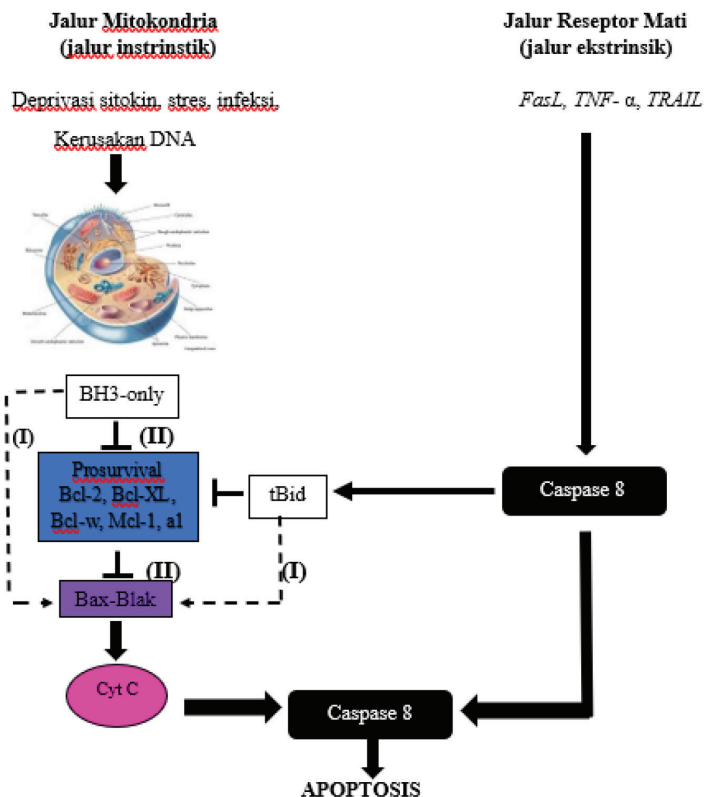 Jalur Mitokondria
(jalur instrinstik)
Jalur Reseptor Mati
(jalur ekstrinsik)
Deprivasi sitokin, stres, infeksi,
Kerusakan DNA
FasL, TNF- α, TRAIL
BH3-only
(I)
(II)
Prosurvival
Bcl-2, Bcl-XL,
Bcl-w, Mcl-1, a1
tBid
Caspase 8
(II)
(I)
Bax-Blak
Cyt C
Caspase 8
APOPTOSIS